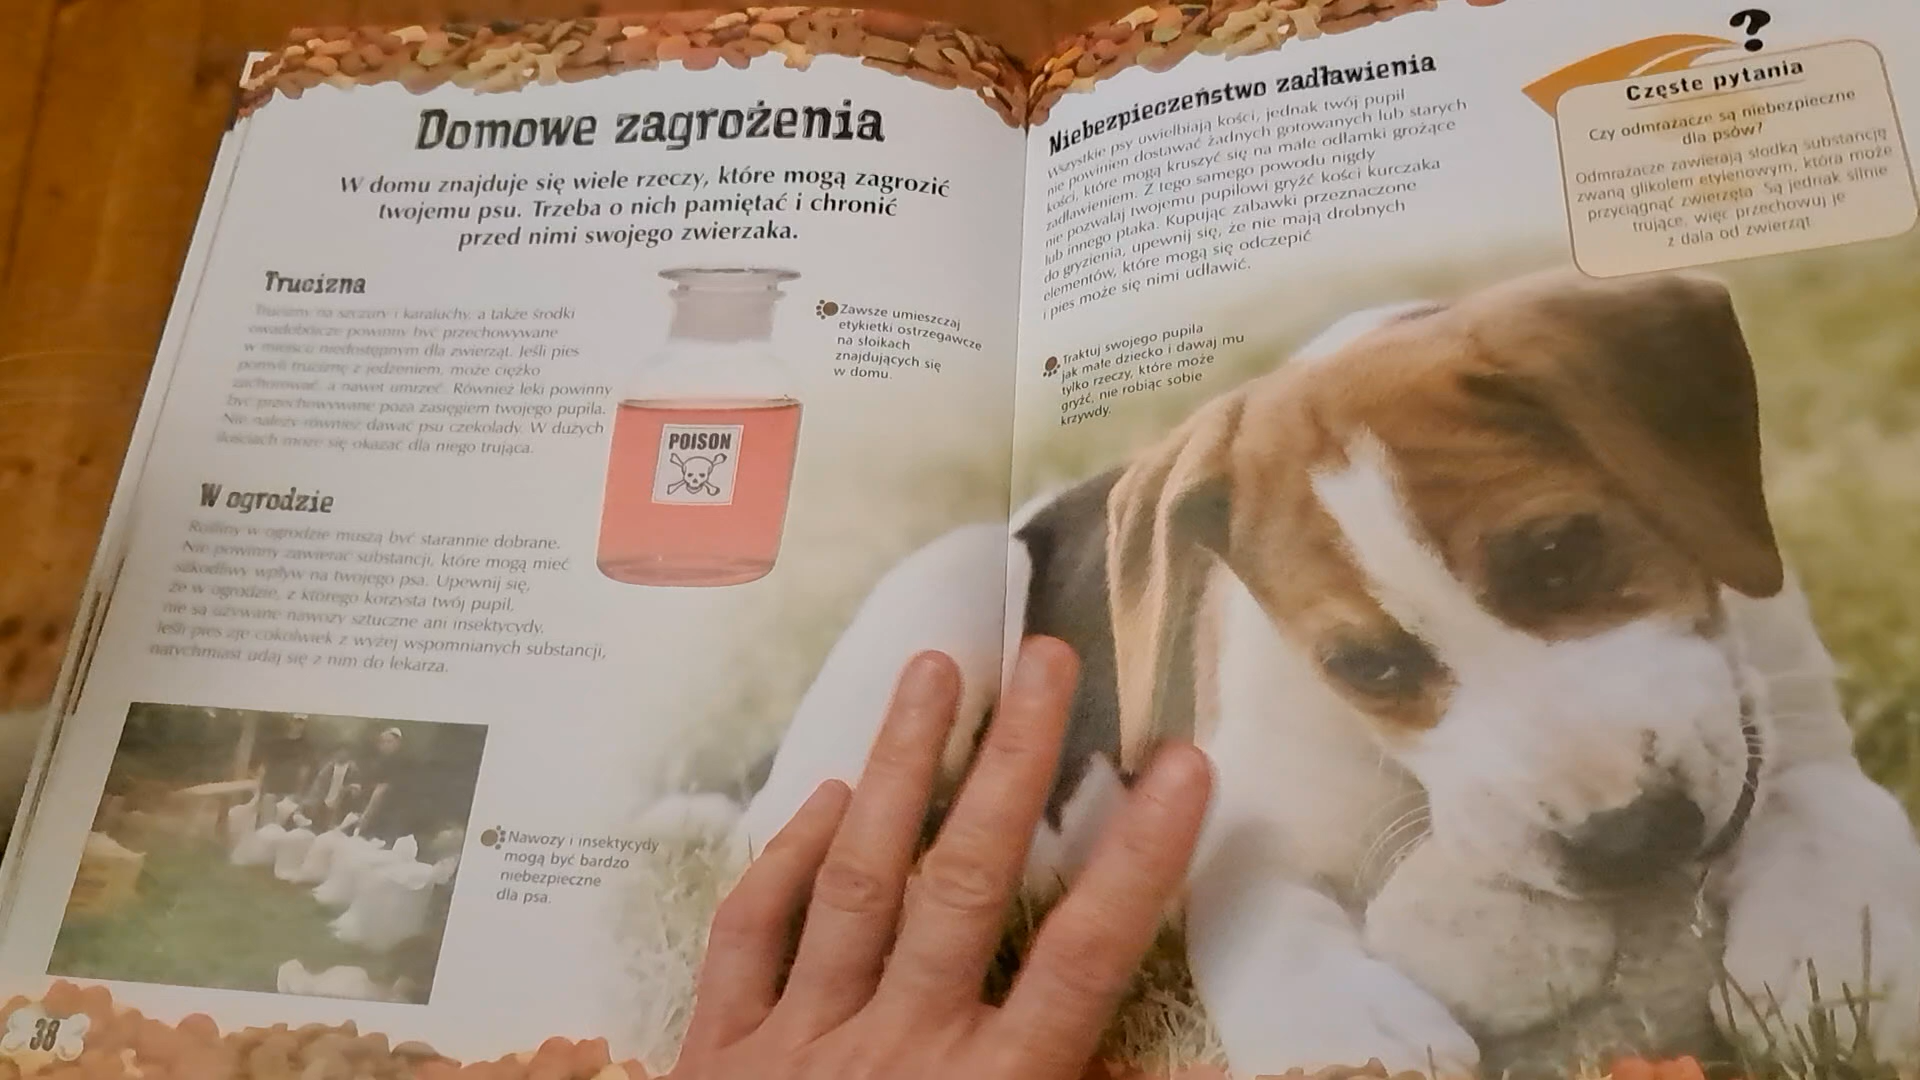 Domowe zagrożenia
W domu znajduje się wiele rzeczy, które mogą zagrozić
twojemu psu. Trzeba o nich pamiętać i chronić
przed nimi swojego zwierzaka.
Trucizna
Trucizny na szczury i karaluchy, a także środki
owadobójcze powinny być przechowywane
w miejscu niedostępnym dla zwierząt. Jeśli pies
pomyli truciznę z jedzeniem, może ciężko
zachorować, a nawet umrzeć. Również leki powinny
być przechowywane poza zasięgiem twojego pupila.
Nie należy również dawać psu czekolady. W dużych
ilościach może się okazać dla niego trująca.
POISON
Zawsze umieszczaj
etykietki ostrzegawcze
na słoikach
znajdujących się
w domu.
W ogrodzie
Rośliny w ogrodzie muszą być starannie dobrane.
Nie powinny zawierać substancji, które mogą mieć
szkodliwy wpływ na twojego psa. Upewnij się,
że w ogrodzie, z którego korzysta twój pupil,
nie są używane nawozy sztuczne ani insektycydy.
Jeśli pies zje cokolwiek z wyżej wspomnianych substancji,
natychmiast udaj się z nim do lekarza.
Nawozy i insektycydy
mogą być bardzo
niebezpieczne
dla psa.
38
Niebezpieczeństwo zadławienia
Wszystkie psy uwielbiają kości, jednak twój pupil
nie powinien dostawać żadnych gotowanych lub starych
kości, które mogą kruszyć się na małe odłamki grożące
zadławieniem. Z tego samego powodu nigdy
nie pozwalaj twojemu pupilowi gryźć kości kurczaka
lub innego ptaka. Kupując zabawki przeznaczone
do gryzienia, upewnij się, że nie mają drobnych
elementów, które mogą się odczepić
i pies może się nimi udławić.
Traktuj swojego pupila
jak małe dziecko i dawaj mu
tylko rzeczy, które może
gryźć, nie robiąc sobie
krzywdy.
?
Częste pytania
Czy odmrażacze są niebezpieczne
dla psów?
Odmrażacze zawierają słodką substancję
zwaną glikolem etylenowym, która może
przyciągnąć zwierzęta. Są jednak silnie
trujące, więc przechowuj je
z dala od zwierząt.